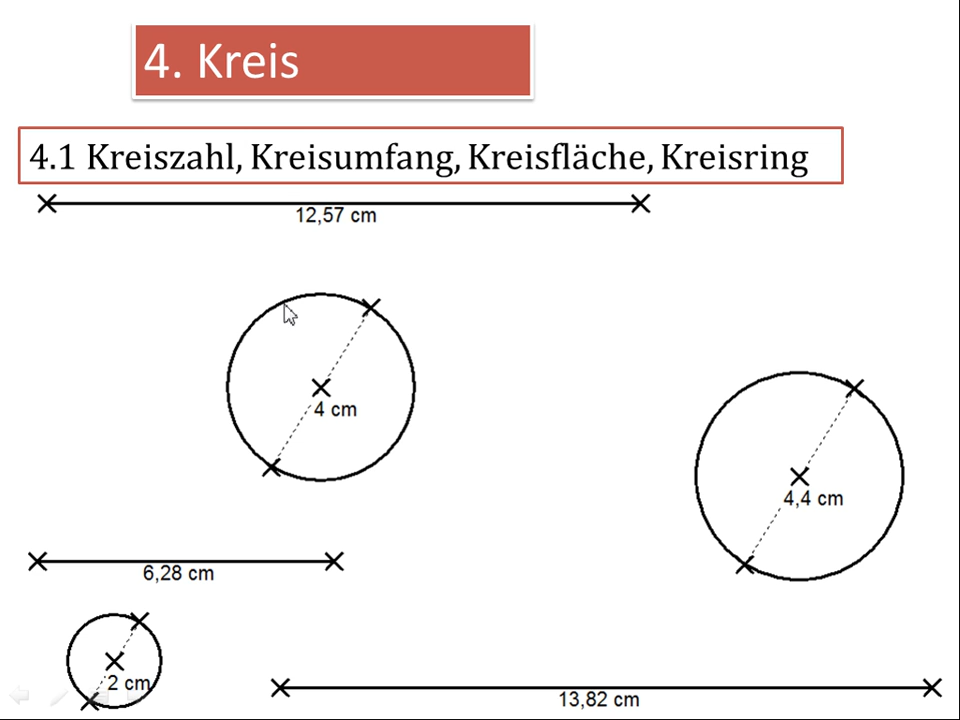 4. Kreis
4.1 Kreiszahl, Kreisumfang, Kreisfläche, Kreisring
12,57 cm
4 cm
4,4 cm
6,28 cm
2 cm
13,82 cm